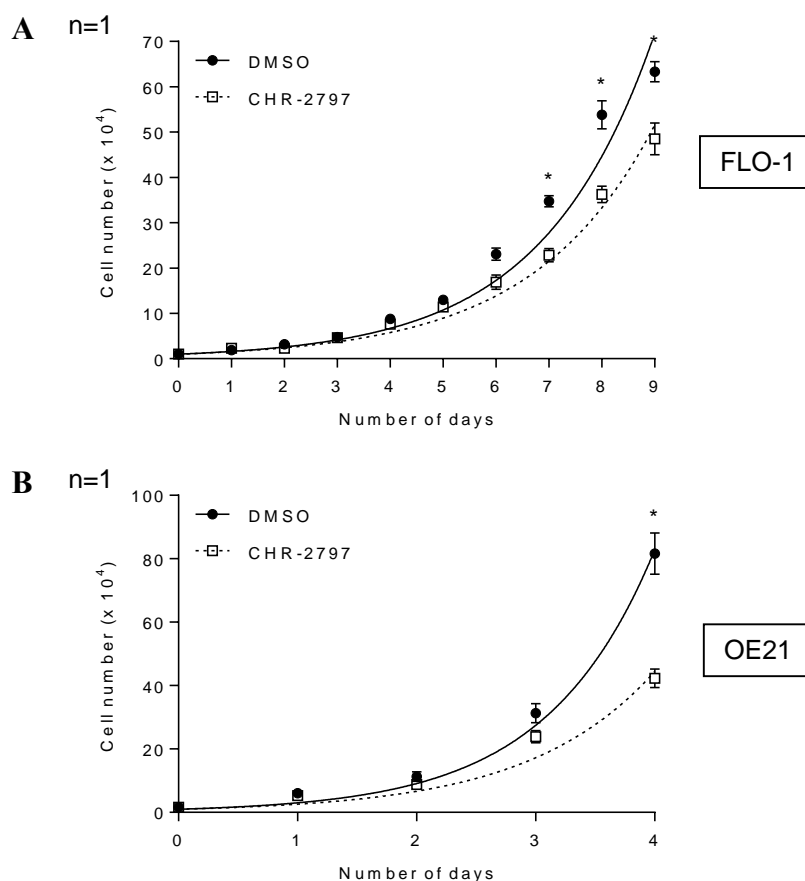 A n=1
70
60
50
40
30
20
10
0
Cell number (x 10⁴)
DMSO
CHR-2797
* * *
0 1 2 3 4 5 6 7 8 9
Number of days
FLO-1
B n=1
100
80
60
40
20
0
Cell number (x 10⁴)
DMSO
CHR-2797
*
0 1 2 3 4
Number of days
OE21